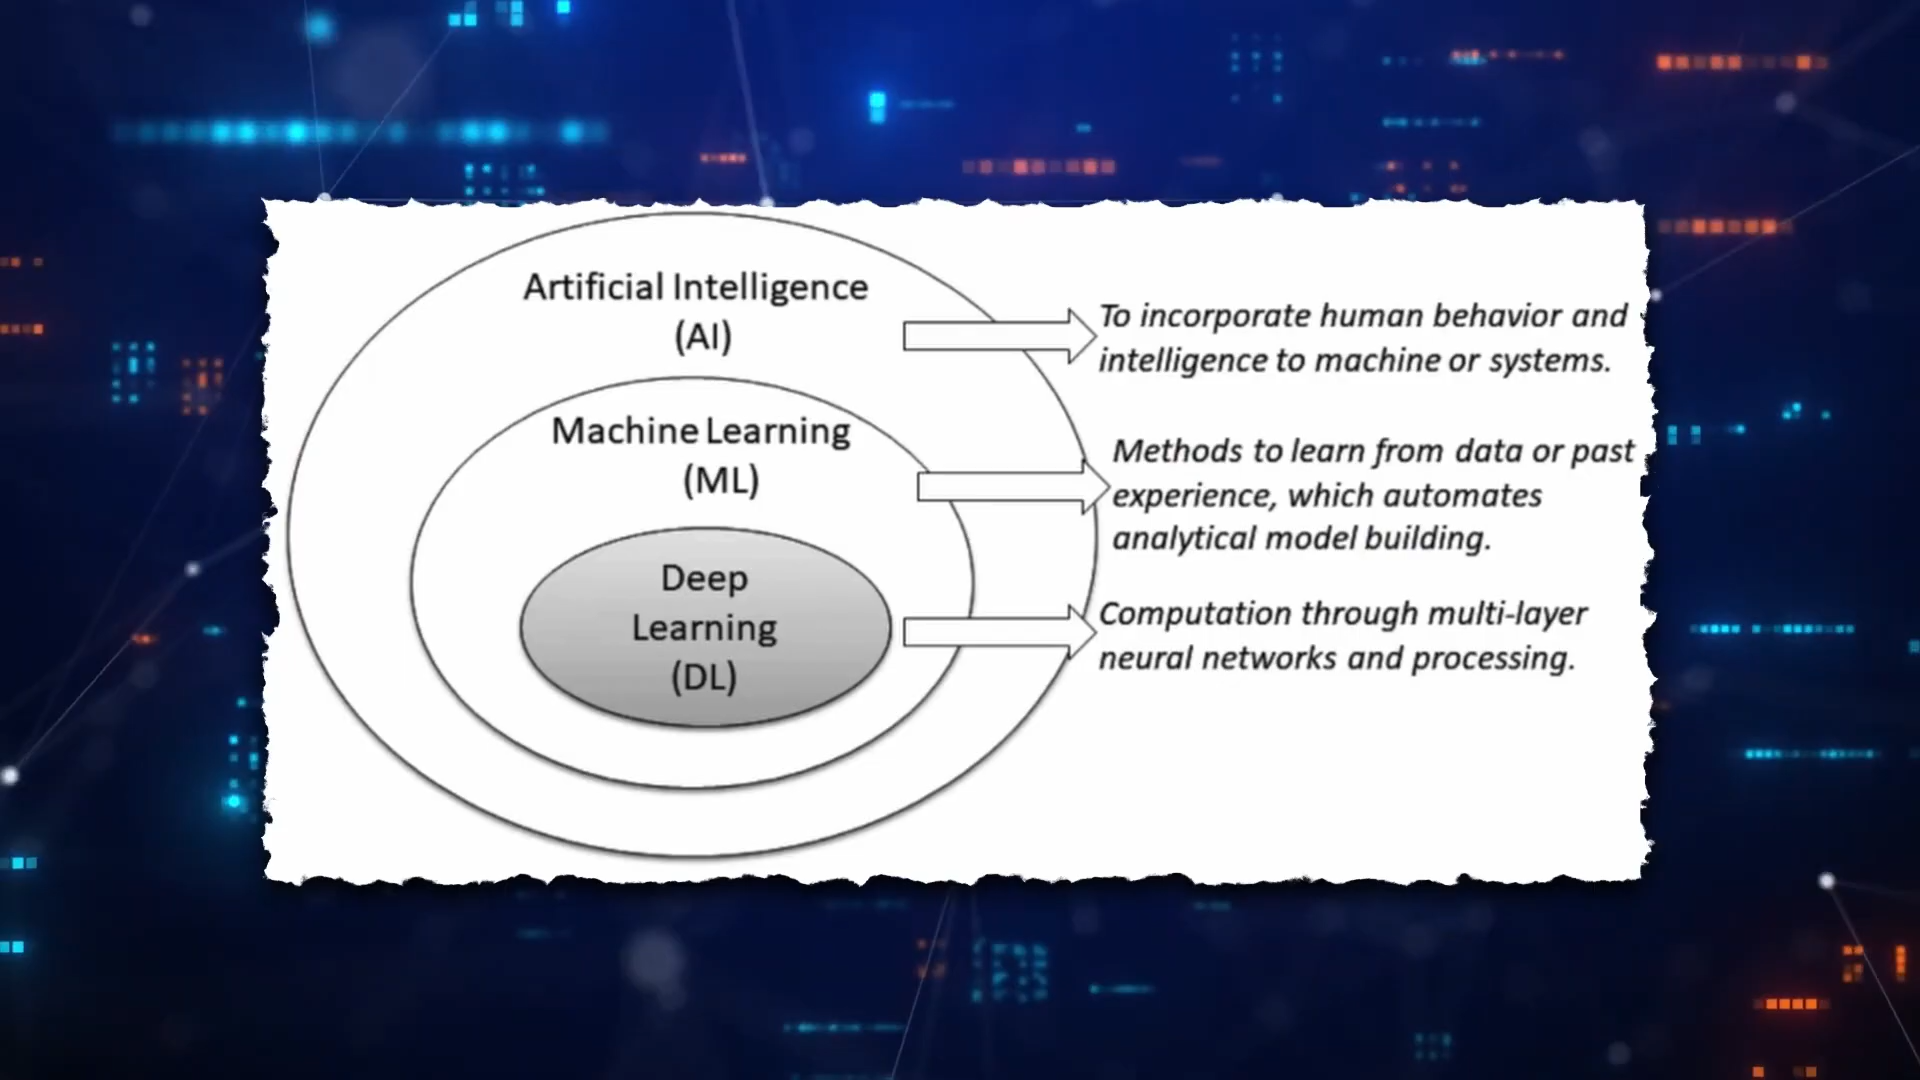 Artificial Intelligence
(AI)
To incorporate human behavior and
intelligence to machine or systems.
Machine Learning
(ML)
Methods to learn from data or past
experience, which automates
analytical model building.
Deep
Learning
(DL)
Computation through multi-layer
neural networks and processing.